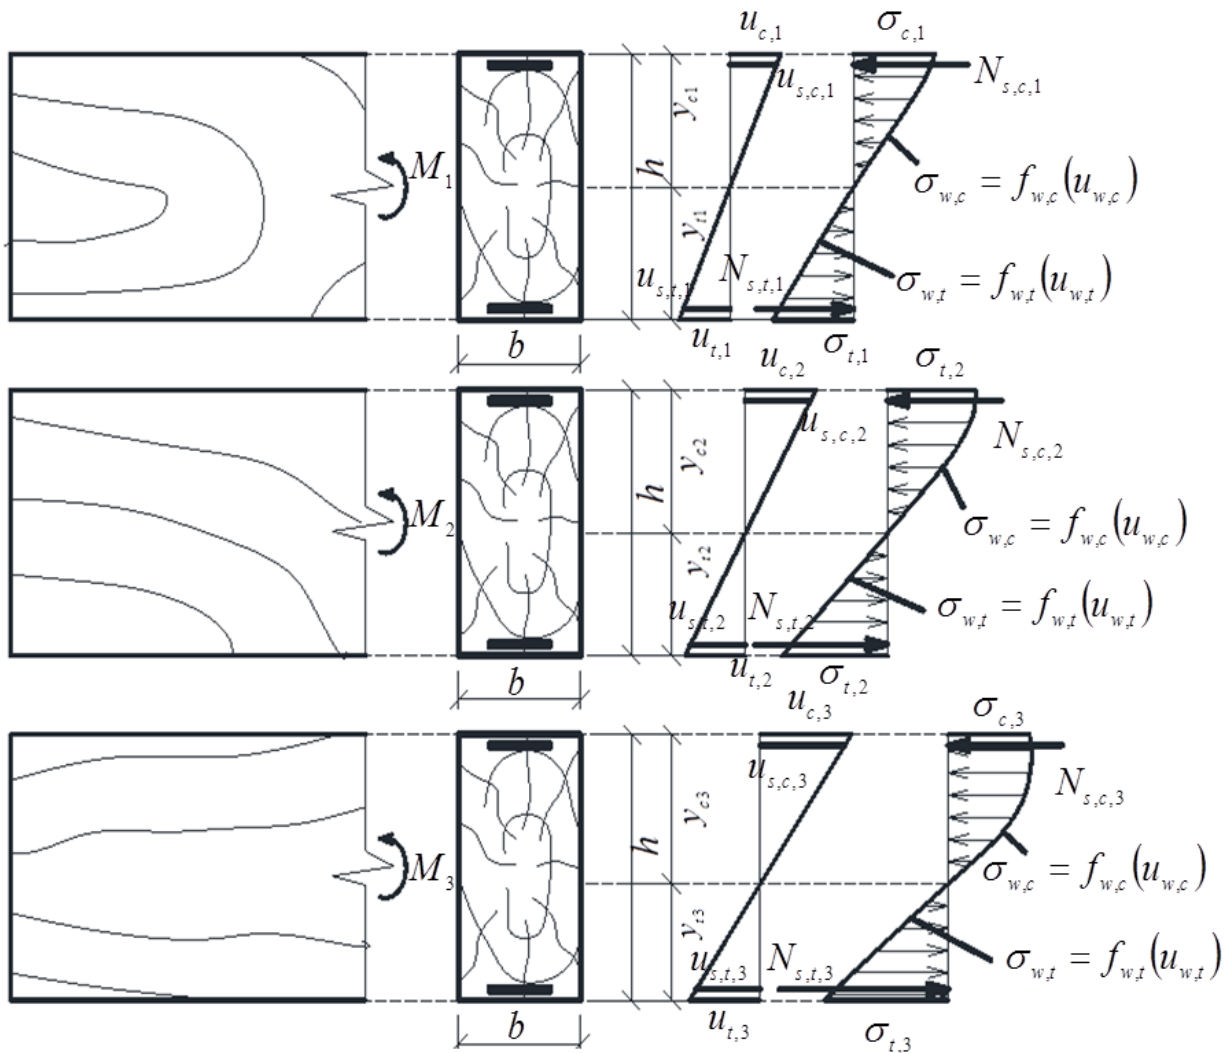 u_{c,1} σ_{c,1}
u_{s,c,1} N_{s,c,1}
y_{c1}
M_1 h σ_{w,c} = f_{w,c}(u_{w,c})
y_{t1}
u_{s,t,1} N_{s,t,1} σ_{w,t} = f_{w,t}(u_{w,t})
b u_{t,1} σ_{t,1}
u_{c,2} σ_{t,2}
u_{s,c,2} N_{s,c,2}
y_{c2}
M_2 h σ_{w,c} = f_{w,c}(u_{w,c})
y_{t2}
u_{s,t,2} N_{s,t,2} σ_{w,t} = f_{w,t}(u_{w,t})
b u_{t,2} σ_{t,2}
u_{c,3} σ_{c,3}
u_{s,c,3} N_{s,c,3}
y_{c3}
M_3 h σ_{w,c} = f_{w,c}(u_{w,c})
y_{t3}
u_{s,t,3} N_{s,t,3} σ_{w,t} = f_{w,t}(u_{w,t})
b u_{t,3} σ_{t,3}